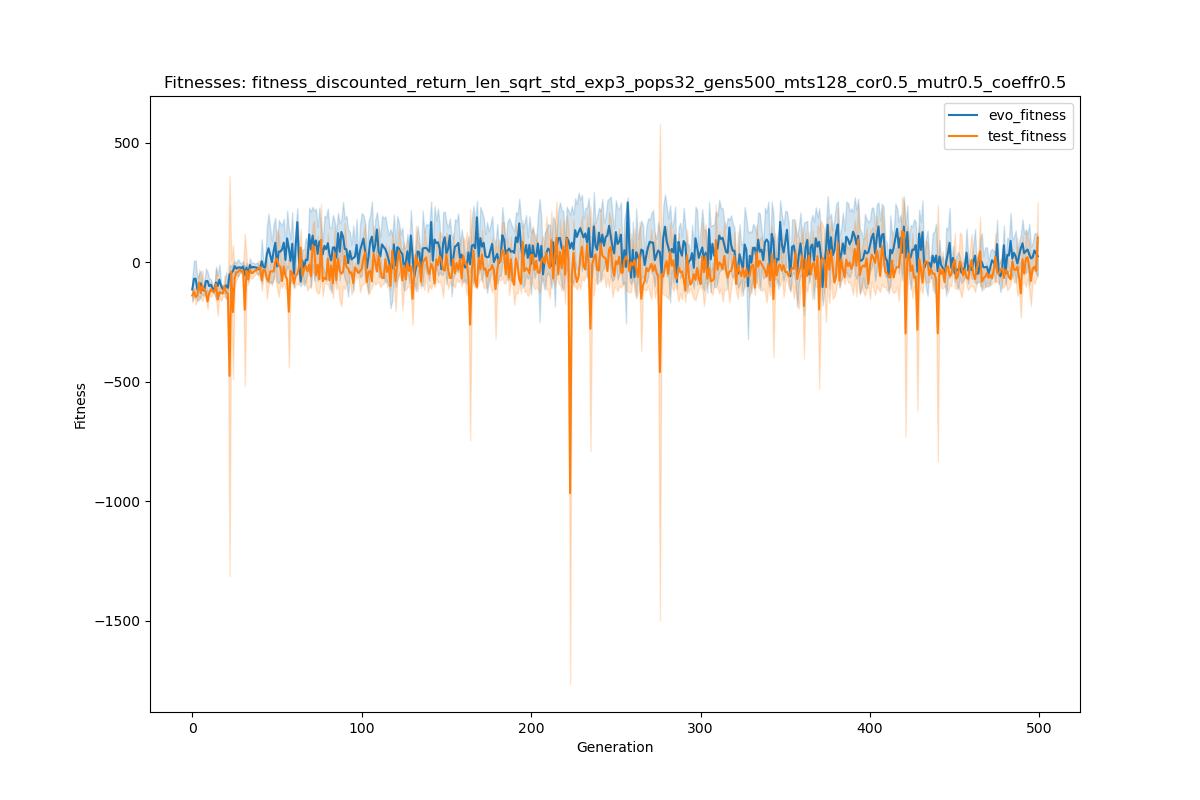 Fitnesses: fitness_discounted_return_len_sqrt_std_exp3_pops32_gens500_mts128_cor0.5_mutr0.5_coeffr0.5
evo_fitness
test_fitness
500
0
−500
−1000
−1500
Fitness
0 100 200 300 400 500
Generation